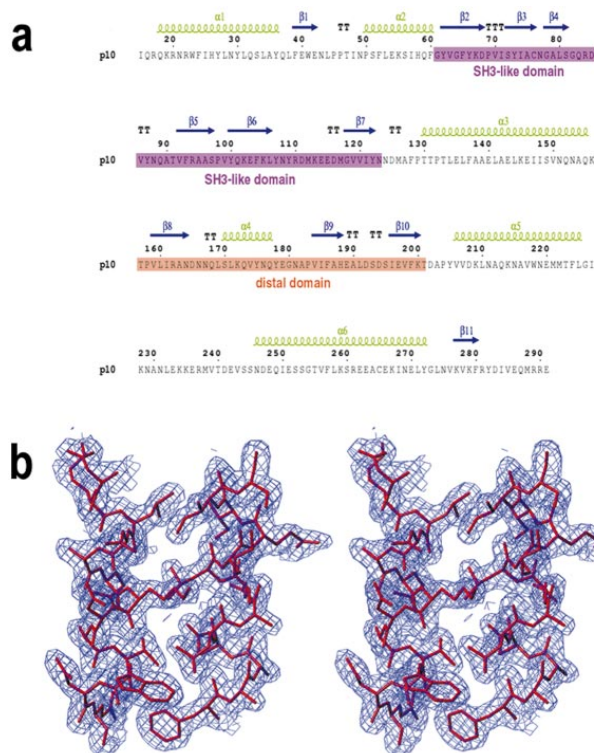 a
α1 β1 TT α2 β2 TTT β3 β4
20 30 40 50 60 70 80
p10 IQRQKRNRWFIHYLNYLQSLAYQLFEWENLPPTINPSFLEKSIHQFGYVGFYKDPVISYIACNGALSGQRD
SH3-like domain
TT β5 β6 TT β7 TT α3
90 100 110 120 130 140 150
p10 VYNQATVFRAASPVYQKEFKLYNYRDMKEEDMGVVIYNNDMAFPTTPTLELFAAELAELKEIISVNQNAQK
SH3-like domain
β8 TT α4 β9 TT TT β10 α5
160 170 180 190 200 210 220
p10 TPVLIRANDNNQLSLKQVYNQYEGNAPVIFAHEALDSDSIEVFKTDAPYVVDKLNAQKNAVWNEMMTFLGI
distal domain
α6 β11
230 240 250 260 270 280 290
p10 KNANLEKKERMVTDEVSSNDEQIESSGTVFLKSREEACEKINELYGLNVKVKFRYDIVEQMRRE
b